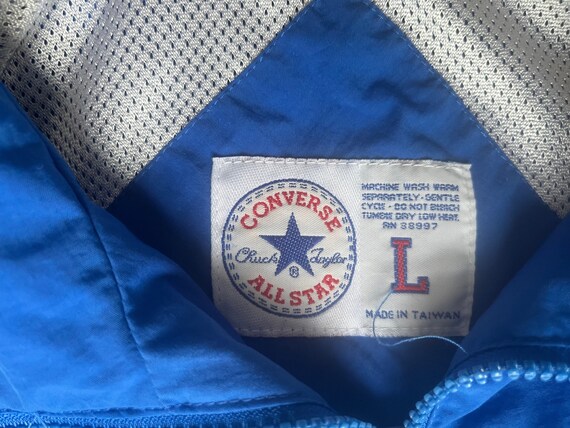 CONVERSE
Chuck Taylor
®
ALL STAR
MACHINE WASH WARM
SEPARATELY - GENTLE
CYCLE - DO NOT BLEACH
TUMBLE DRY LOW HEAT.
RN 38997
L
MADE IN TAIWAN